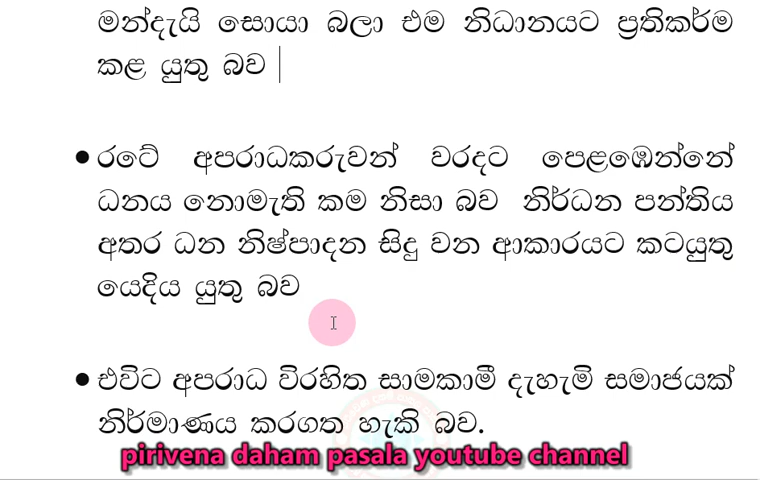 මන්දැයි සොයා බලා එම නිධානයට ප්‍රතිකර්ම
කළ යුතු බව
● රටේ අපරාධකරුවන් වරදට පෙළඹෙන්නේ
ධනය නොමැති කම නිසා බව නිර්ධන පන්තිය
අතර ධන නිෂ්පාදන සිදු වන ආකාරයට කටයුතු
යෙදිය යුතු බව
● එවිට අපරාධ විරහිත සාමකාමී දැහැමි සමාජයක්
නිර්මාණය කරගත හැකි බව.
pirivena daham pasala youtube channel